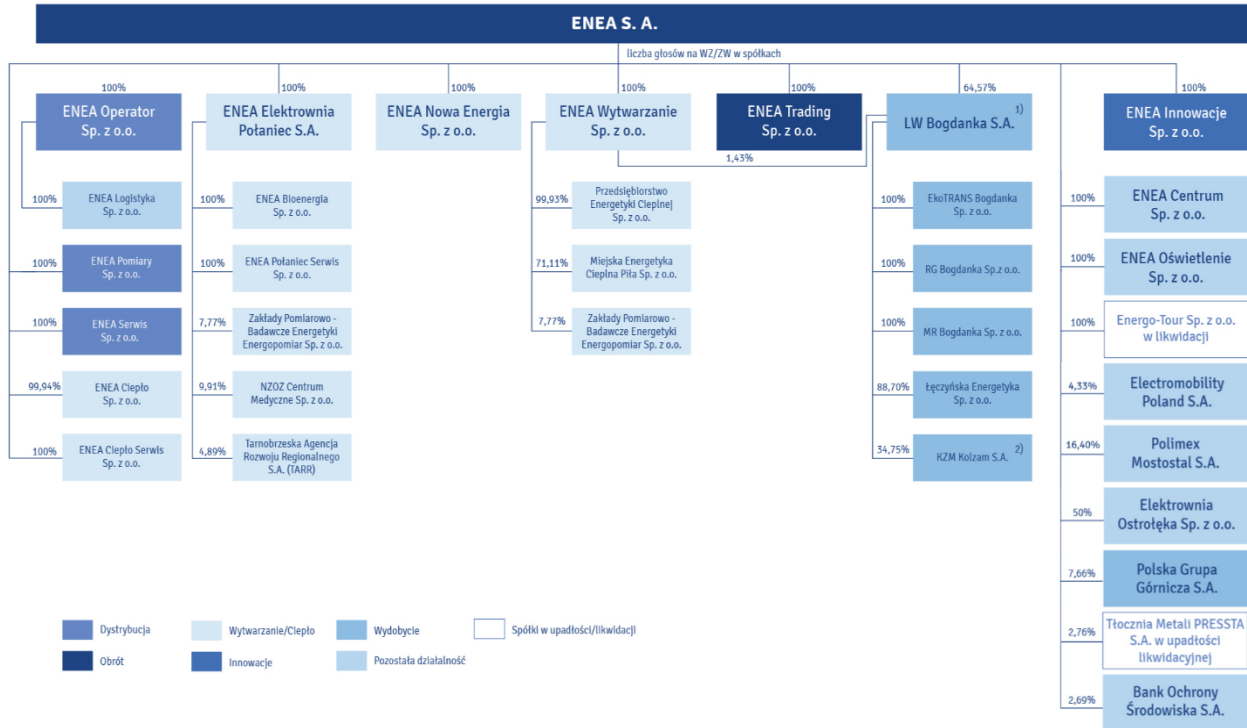 ENEA S. A.
liczba głosów na WZ/ZW w spółkach
100%
ENEA Operator
Sp. z o.o.
100%
ENEA Logistyka
Sp. z o.o.
100%
ENEA Pomiary
Sp. z o.o.
100%
ENEA Serwis
Sp. z o.o.
99,94%
ENEA Ciepło
Sp. z o.o.
100%
ENEA Ciepło Serwis
Sp. z o.o.
100%
ENEA Elektrownia
Połaniec S.A.
100%
ENEA Bioenergia
Sp. z o.o.
100%
ENEA Połaniec Serwis
Sp. z o.o.
7,77%
Zakłady Pomiarowo -
Badawcze Energetyki
Energopomiar Sp. z o.o.
9,91%
NZOZ Centrum
Medyczne Sp. z o.o.
4,89%
Tarnobrzeska Agencja
Rozwoju Regionalnego
S.A. (TARR)
100%
ENEA Nowa Energia
Sp. z o.o.
100%
ENEA Wytwarzanie
Sp. z o.o.
1,43%
99,93%
Przedsiębiorstwo
Energetyki Cieplnej
Sp. z o.o.
71,11%
Miejska Energetyka
Cieplna Piła Sp. z o.o.
7,77%
Zakłady Pomiarowo -
Badawcze Energetyki
Energopomiar Sp. z o.o.
100%
ENEA Trading
Sp. z o.o.
64,57%
LW Bogdanka S.A. 1)
100%
EkoTRANS Bogdanka
Sp. z o.o.
100%
RG Bogdanka Sp.z o.o.
100%
MR Bogdanka Sp. z o.o.
88,70%
Łęczyńska Energetyka
Sp. z o.o.
34,75%
KZM Kolzam S.A. 2)
100%
ENEA Innowacje
Sp. z o.o.
100%
ENEA Centrum
Sp. z o.o.
100%
ENEA Oświetlenie
Sp. z o.o.
100%
Energo-Tour Sp. z o.o.
w likwidacji
4,33%
Electromobility
Poland S.A.
16,40%
Polimex
Mostostal S.A.
50%
Elektrownia
Ostrołęka Sp. z o.o.
7,66%
Polska Grupa
Górnicza S.A.
2,76%
Tłocznia Metali PRESSTA
S.A. w upadłości
likwidacyjnej
2,69%
Bank Ochrony
Środowiska S.A.
Dystrybucja
Wytwarzanie/Ciepło
Wydobycie
Spółki w upadłości/likwidacji
Obrót
Innowacje
Pozostała działalność